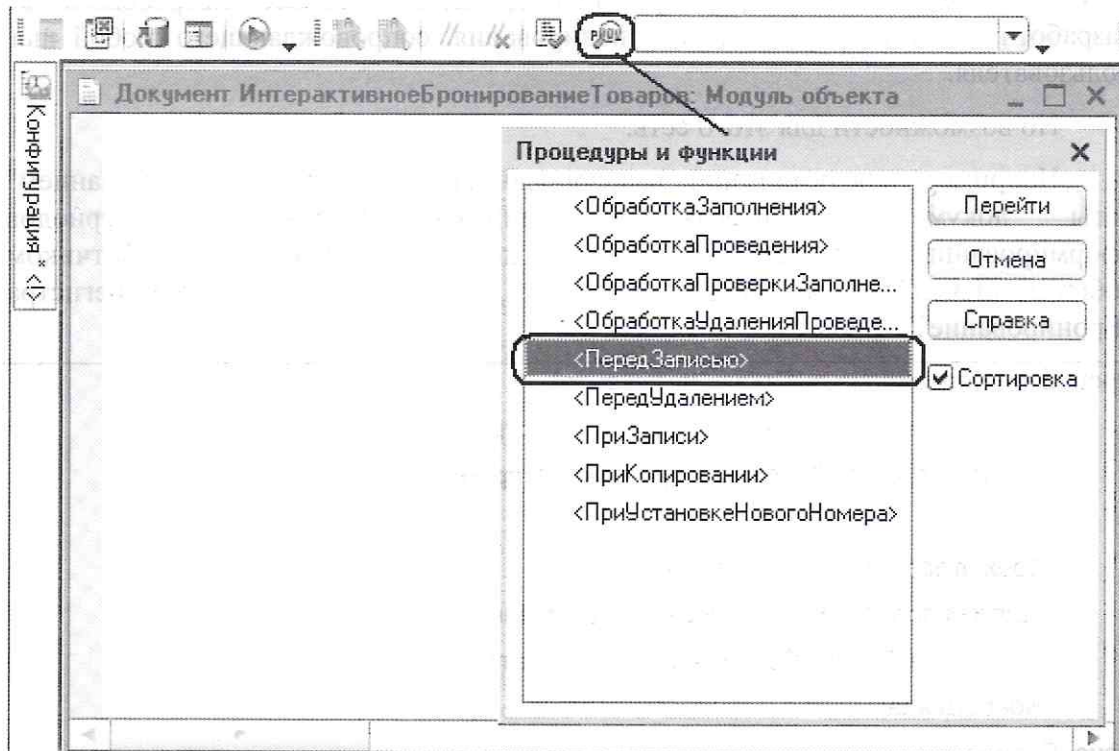 Документ ИнтерактивноеБронированиеТоваров: Модуль объекта
Конфигурация *
Процедуры и функции
<ОбработкаЗаполнения>
<ОбработкаПроведения>
<ОбработкаПроверкиЗаполне...
<ОбработкаУдаленияПроведе...
<ПередЗаписью>
<ПередУдалением>
<ПриЗаписи>
<ПриКопировании>
<ПриУстановкеНовогоНомера>
Перейти
Отмена
Справка
Сортировка